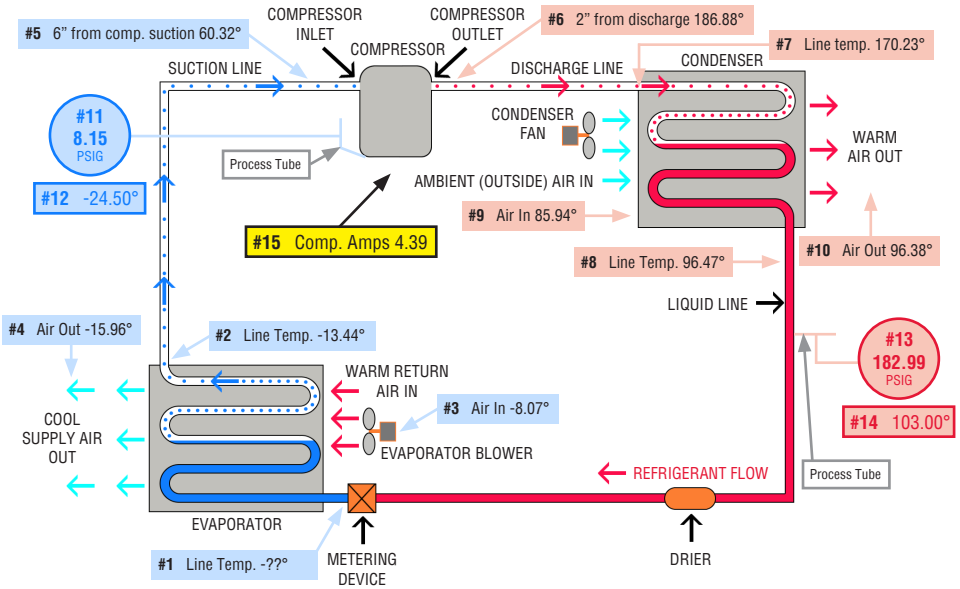 #5 6” from comp. suction 60.32°
COMPRESSOR
INLET
COMPRESSOR
OUTLET
#6 2” from discharge 186.88°
#7 Line temp. 170.23°
COMPRESSOR
SUCTION LINE
DISCHARGE LINE
CONDENSER
#11
8.15
PSIG
Process Tube
CONDENSER
FAN
WARM
AIR OUT
#12 -24.50°
AMBIENT (OUTSIDE) AIR IN
#9 Air In 85.94°
#15 Comp. Amps 4.39
#10 Air Out 96.38°
#8 Line Temp. 96.47°
LIQUID LINE
#4 Air Out -15.96°
#2 Line Temp. -13.44°
#13
182.99
PSIG
WARM RETURN
AIR IN
#3 Air In -8.07°
#14 103.00°
COOL
SUPPLY AIR
OUT
EVAPORATOR BLOWER
REFRIGERANT FLOW
Process Tube
EVAPORATOR
#1 Line Temp. -??°
METERING
DEVICE
DRIER